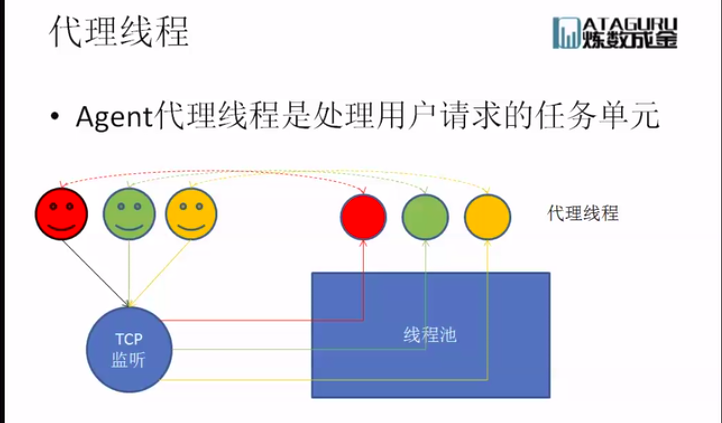 代理线程
ATAGURU
炼数成金
• Agent代理线程是处理用户请求的任务单元
代理线程
TCP
监听
线程池